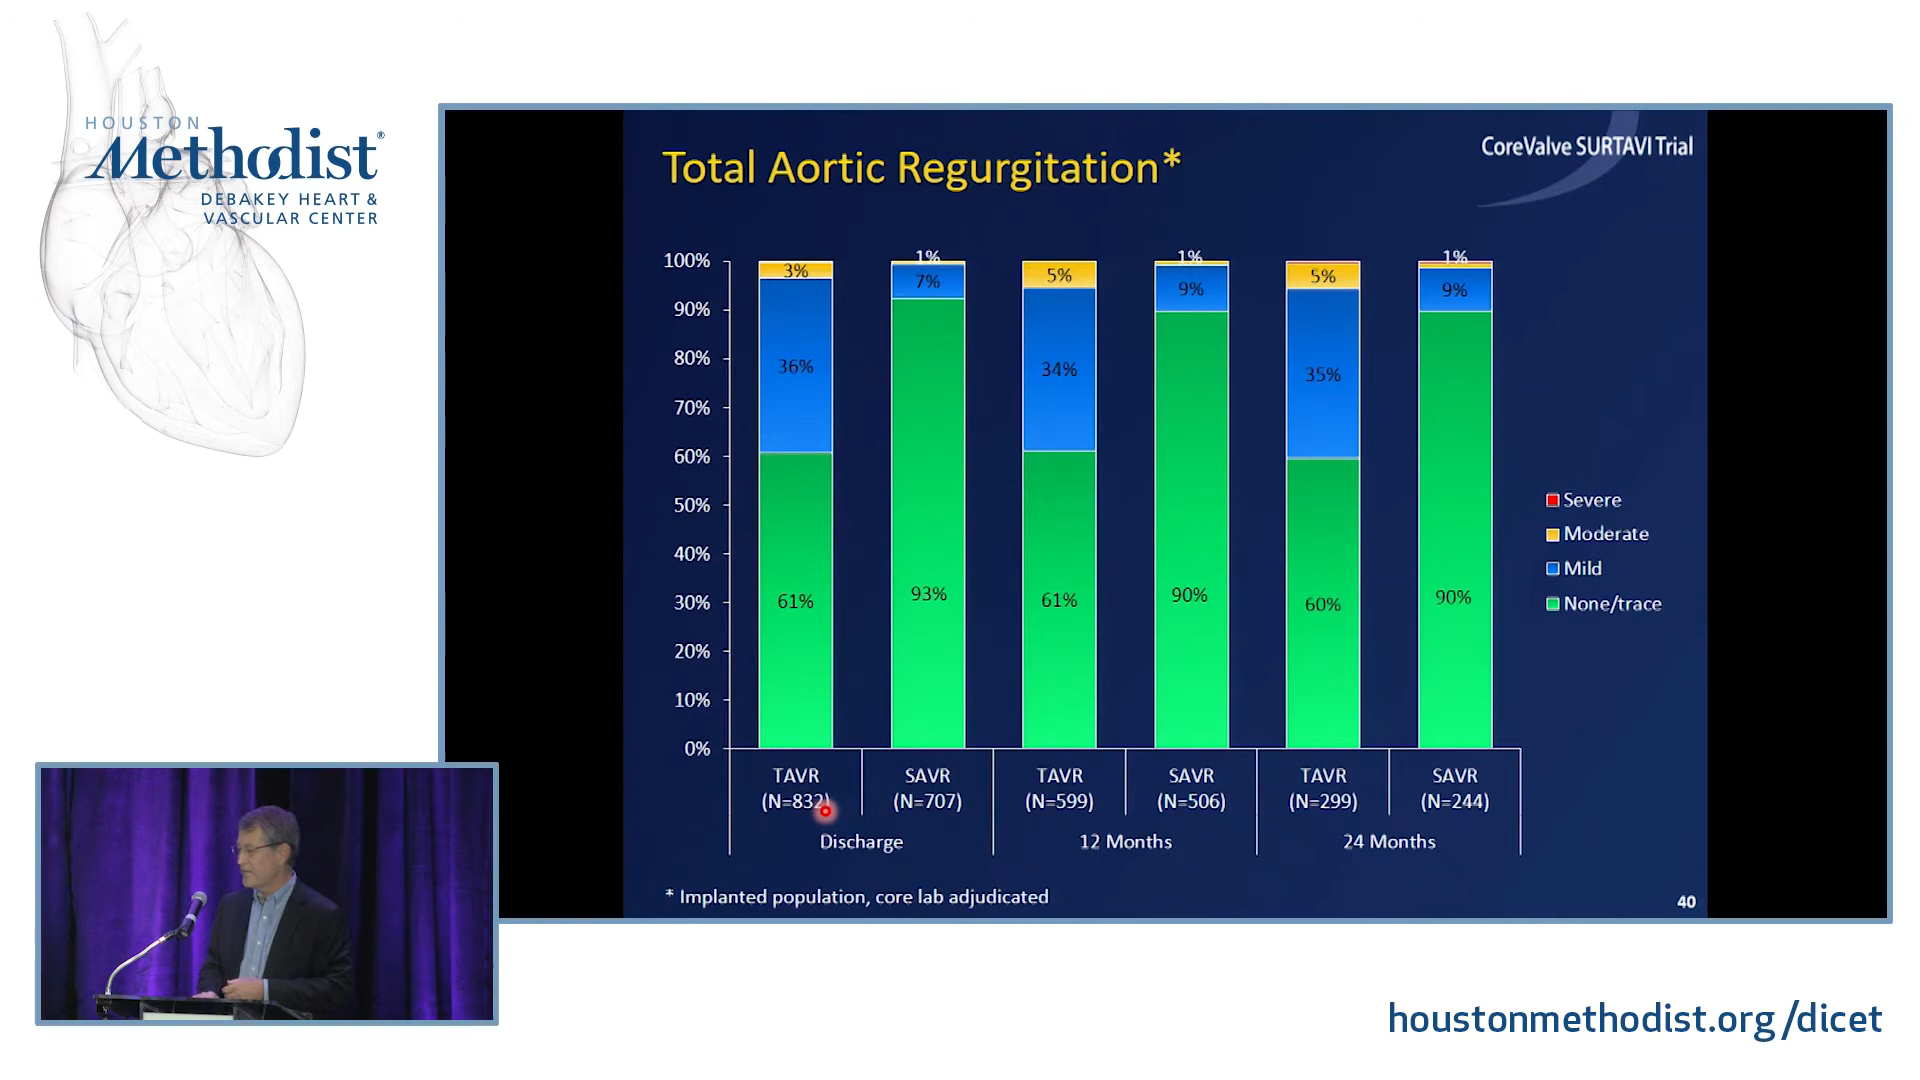 HOUSTON
Methodist®
DEBAKEY HEART &
VASCULAR CENTER
CoreValve SURTAVI Trial
Total Aortic Regurgitation*
100%
90%
80%
70%
60%
50%
40%
30%
20%
10%
0%
3%
36%
61%
1%
7%
93%
5%
34%
61%
1%
9%
90%
5%
35%
60%
1%
9%
90%
Severe
Moderate
Mild
None/trace
TAVR
(N=832)
SAVR
(N=707)
TAVR
(N=599)
SAVR
(N=506)
TAVR
(N=299)
SAVR
(N=244)
Discharge
12 Months
24 Months
* Implanted population, core lab adjudicated
40
houstonmethodist.org/dicet